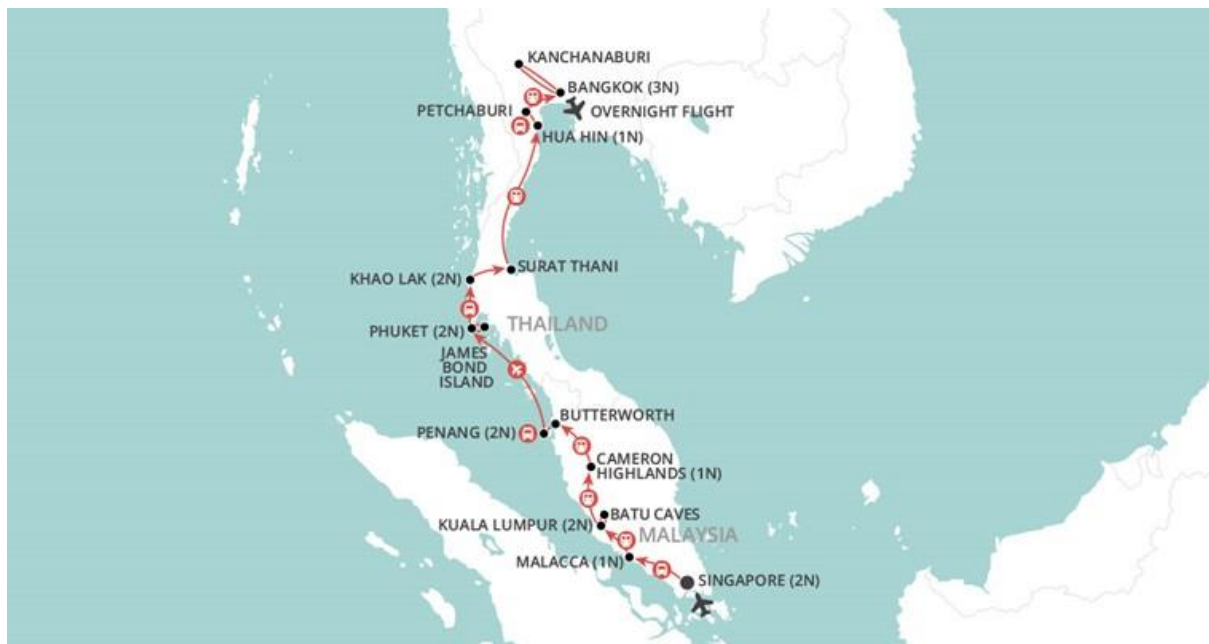 KANCHANABURI
BANGKOK (3N)
OVERNIGHT FLIGHT
PETCHABURI
HUA HIN (1N)
SURAT THANI
KHAO LAK (2N)
THAILAND
PHUKET (2N)
JAMES
BOND
ISLAND
BUTTERWORTH
PENANG (2N)
CAMERON
HIGHLANDS (1N)
BATU CAVES
KUALA LUMPUR (2N)
MALAYSIA
MALACCA (1N)
SINGAPORE (2N)